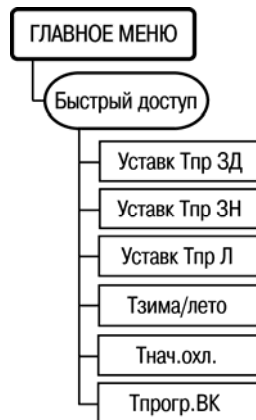 ГЛАВНОЕ МЕНЮ
Быстрый доступ
Уставк Тпр ЗД
Уставк Тпр ЗН
Уставк Тпр Л
Тзима/лето
Тнач.охл.
Тпрогр.ВК